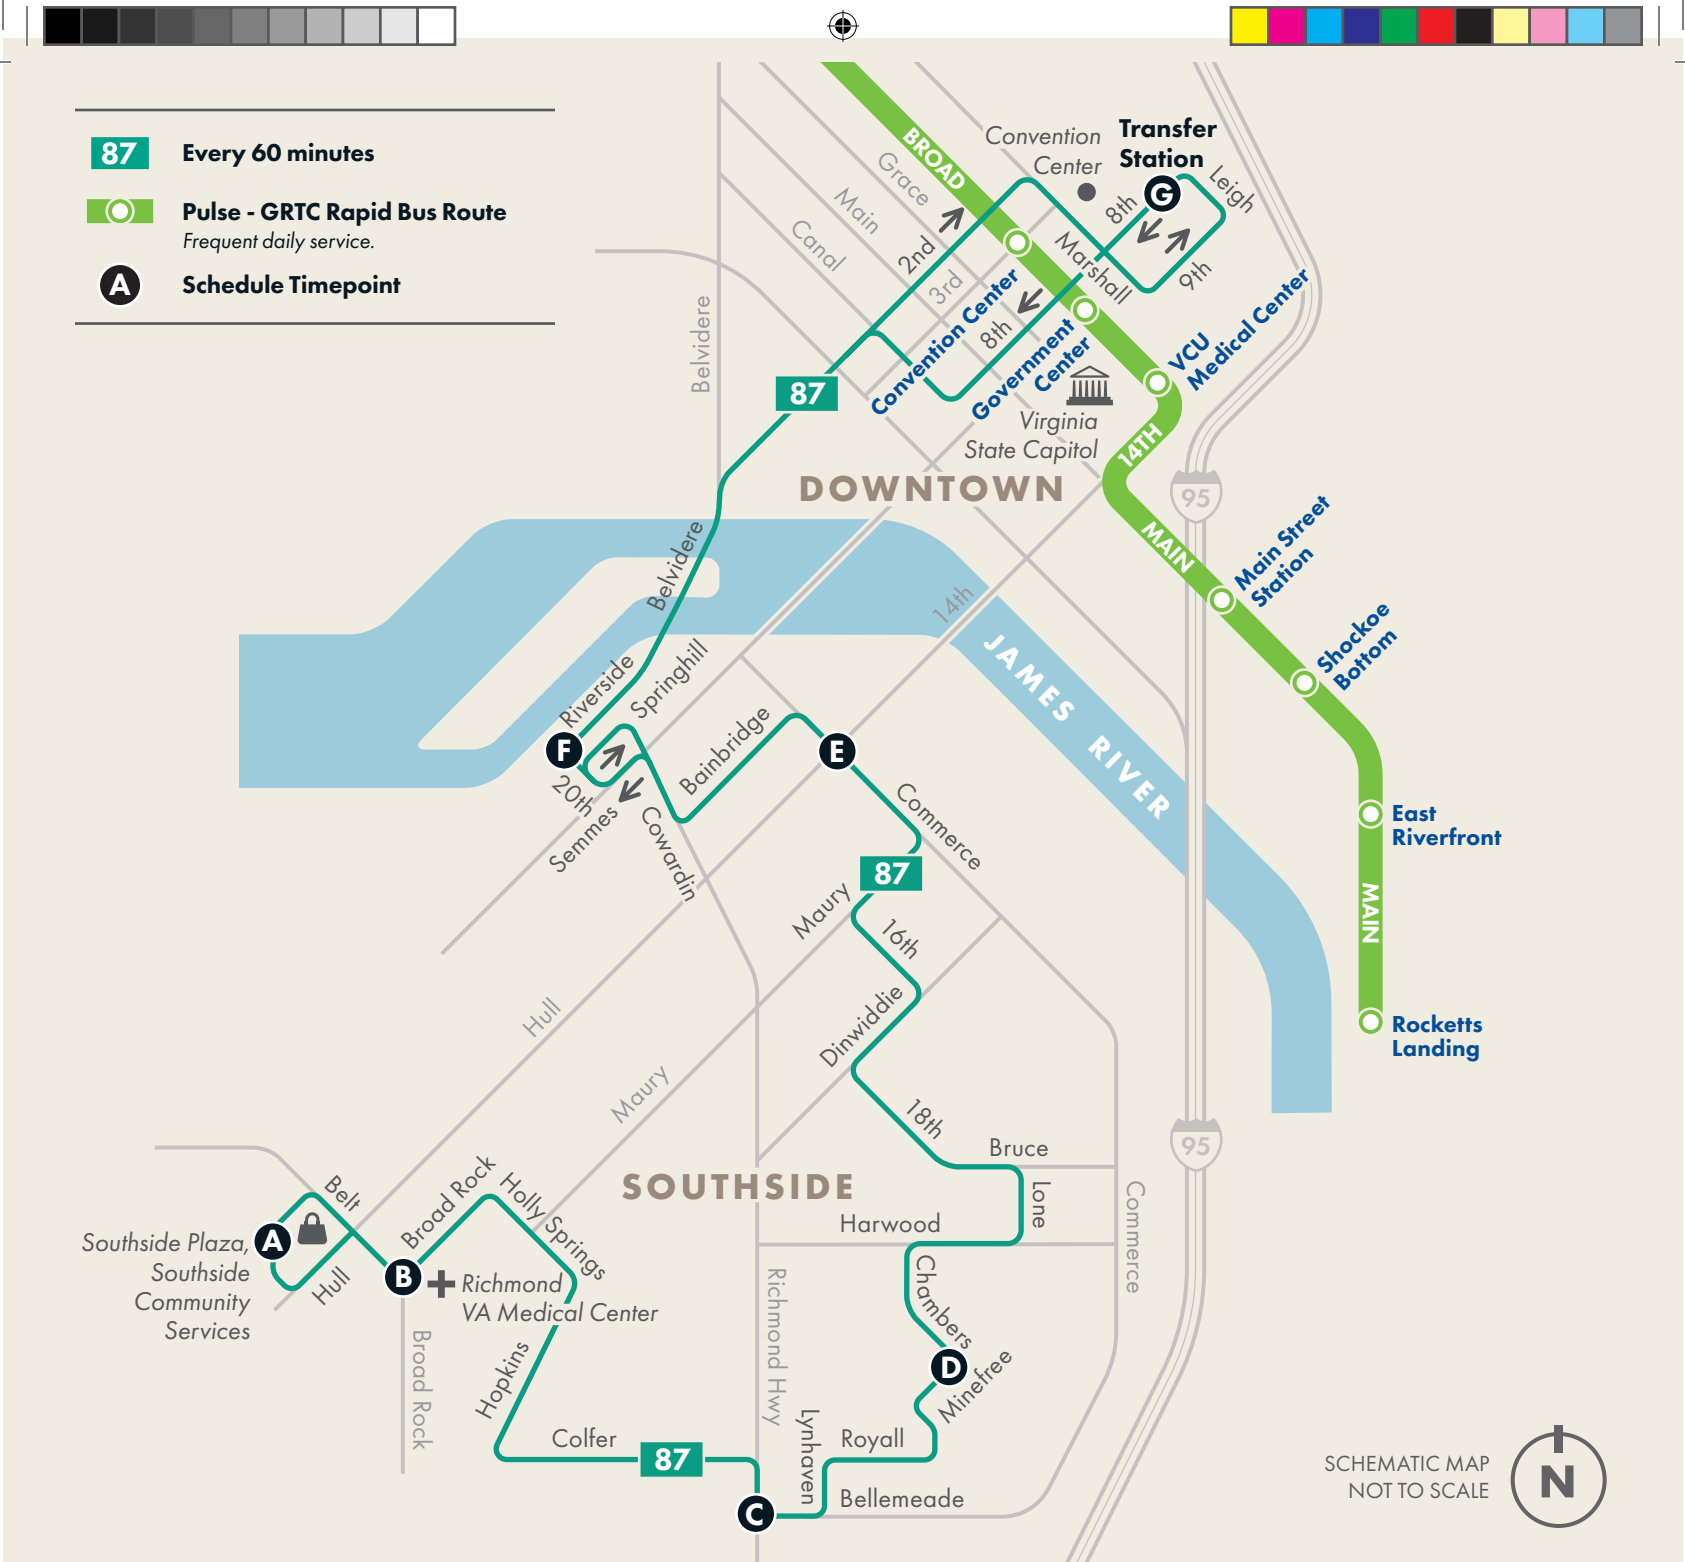 87 Every 60 minutes
Pulse - GRTC Rapid Bus Route
Frequent daily service.
A Schedule Timepoint
BROAD
Convention
Center
Transfer
Station
G
Leigh
8th
9th
Grace
Main
Canal
2nd
3rd
Marshall
8th
Belvidere
Convention Center
Government
Center
VCU
Medical Center
87
Virginia
State Capitol
14TH
DOWNTOWN
95
MAIN
Main Street
Station
Belvidere
14th
Shockoe
Bottom
JAMES RIVER
Riverside
Springhill
F
20th
Semmes
Cowardin
Bainbridge
E
Commerce
East
Riverfront
87
Maury
16th
MAIN
Dinwiddie
Hull
Rocketts
Landing
Maury
18th
Bruce
95
SOUTHSIDE
Lone
Harwood
Commerce
Belt
Broad Rock
Holly Springs
A
Southside Plaza,
Southside
Community
Services
Hull
B
Richmond
VA Medical Center
Broad Rock
Hopkins
Richmond Hwy
Chambers
D
Minefree
Colfer
87
Lynhaven
Royall
C
Bellemeade
SCHEMATIC MAP
NOT TO SCALE
N